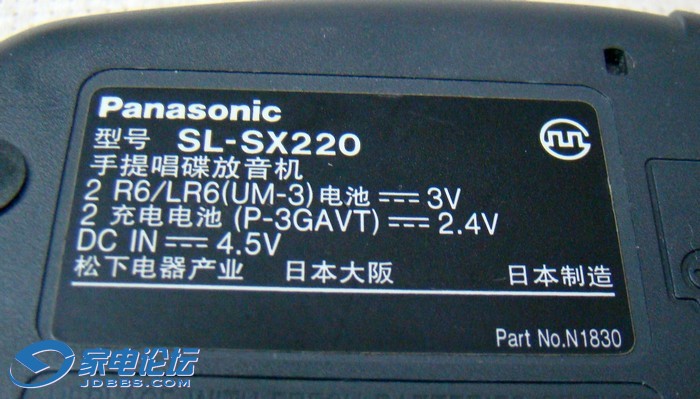 Panasonic
型号 SL-SX220
手提唱碟放音机
2 R6/LR6(UM-3)电池 ⎓ 3V
2 充电电池 (P-3GAVT) ⎓ 2.4V
DC IN ⎓ 4.5V
松下电器产业 日本大阪 日本制造
Part No.N1830
家电论坛
JDBBS.COM